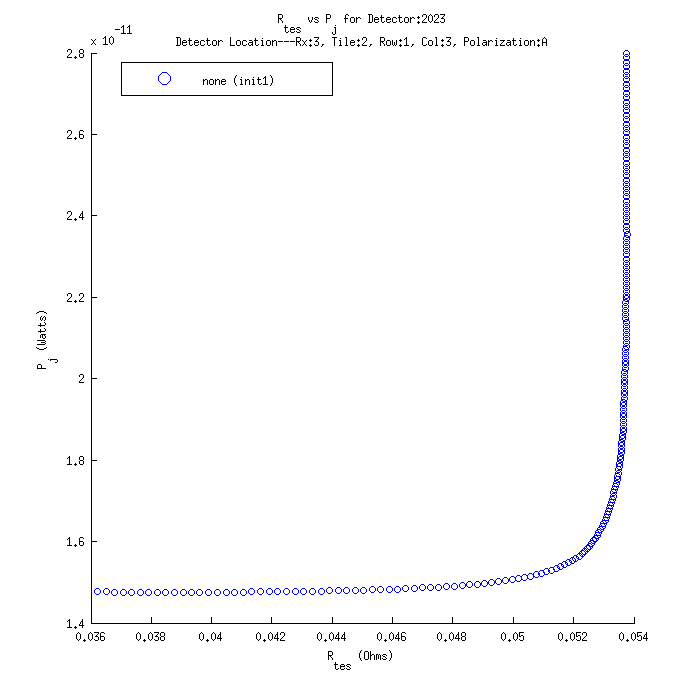 R_tes vs P_j for Detector:2023
Detector Location---Rx:3, Tile:2, Row:1, Col:3, Polarization:A
x 10^-11
none (init1)
2.8
2.6
2.4
2.2
2
1.8
1.6
1.4
P_j (Watts)
0.036 0.038 0.04 0.042 0.044 0.046 0.048 0.05 0.052 0.054
R_tes (Ohms)